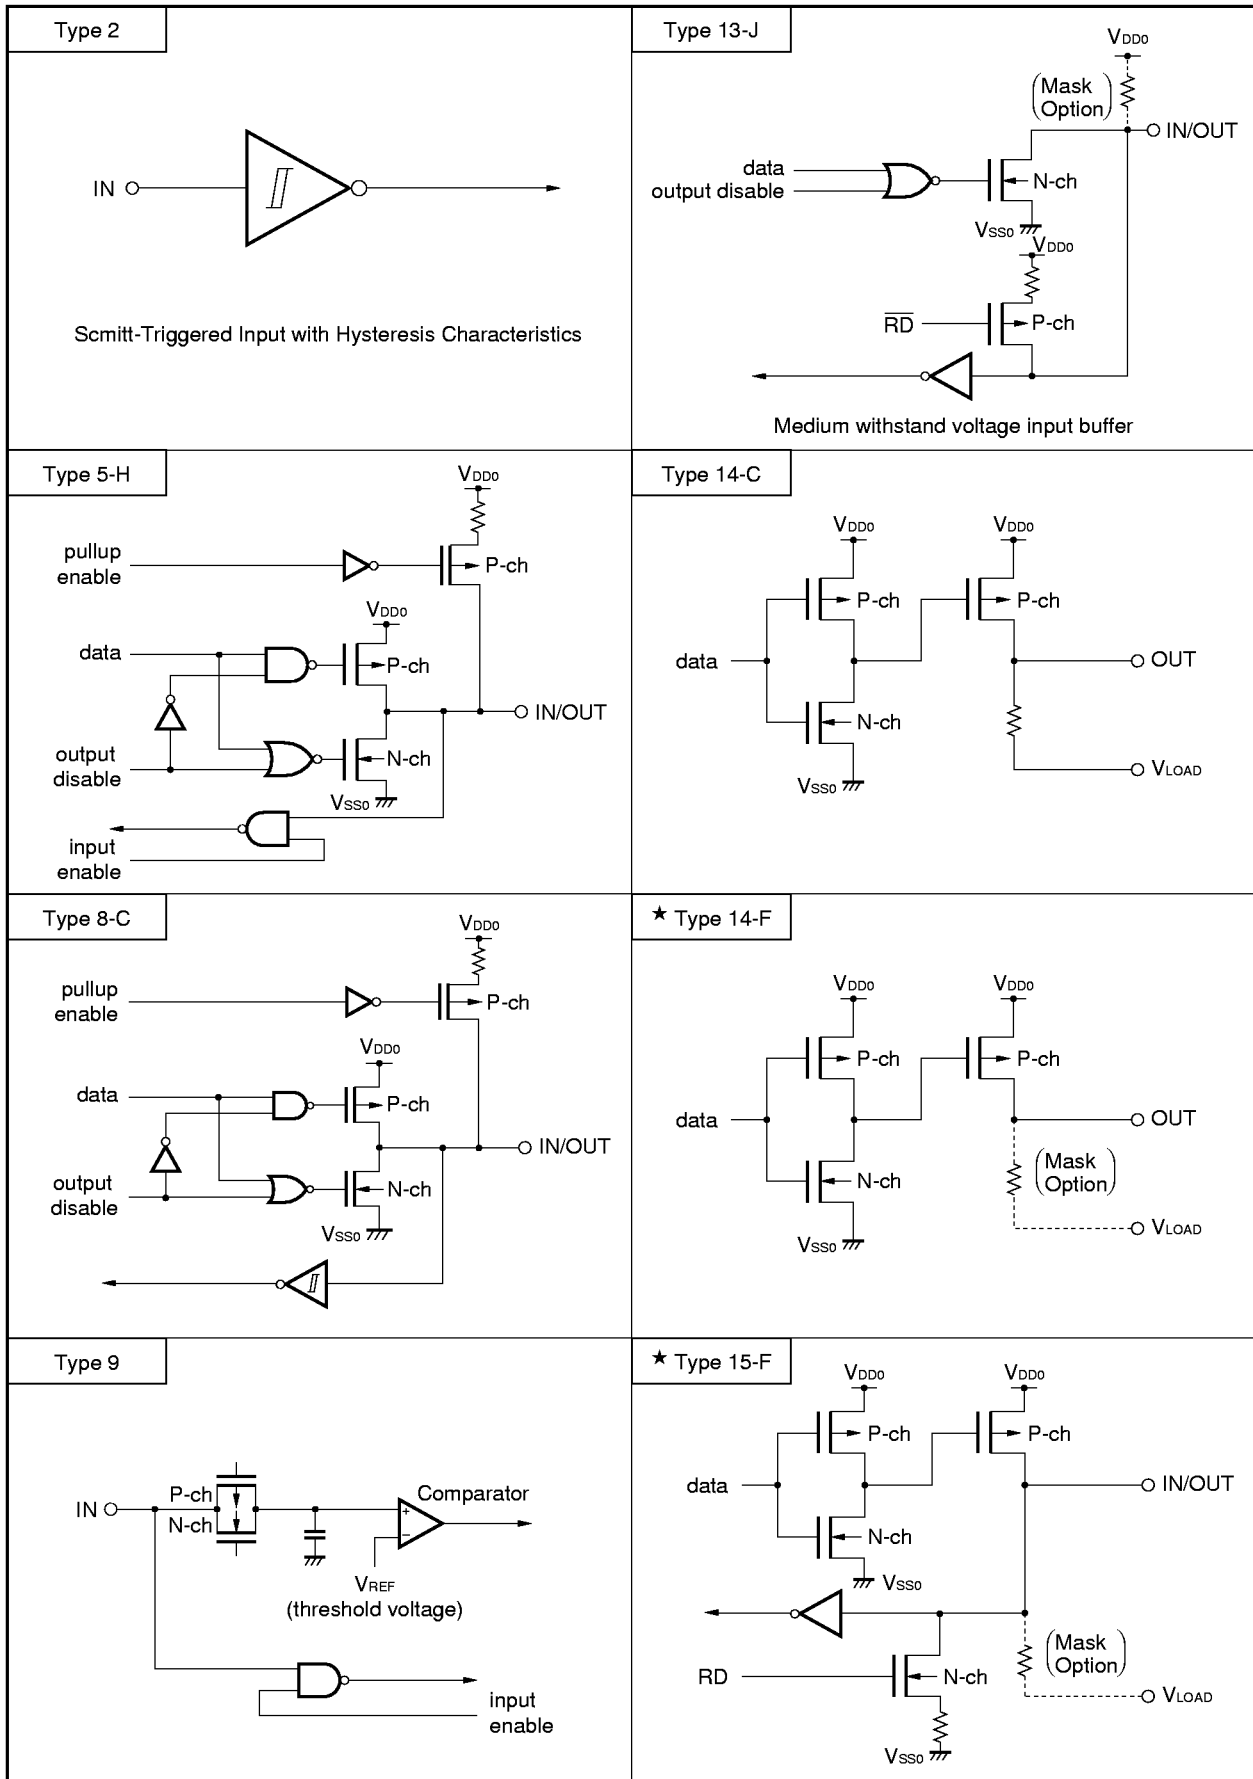 Type 2
IN
Scmitt-Triggered Input with Hysteresis Characteristics
Type 13-J
VDD0
(Mask
Option)
IN/OUT
data
output disable
N-ch
VSS0
VDD0
RD
P-ch
Medium withstand voltage input buffer
Type 5-H
VDD0
pullup
enable
P-ch
VDD0
data
P-ch
IN/OUT
output
disable
N-ch
VSS0
input
enable
Type 14-C
VDD0
VDD0
P-ch
P-ch
data
OUT
N-ch
VSS0
VLOAD
Type 8-C
VDD0
pullup
enable
P-ch
VDD0
data
P-ch
IN/OUT
output
disable
N-ch
VSS0
★ Type 14-F
VDD0
VDD0
P-ch
P-ch
data
OUT
(Mask
Option)
N-ch
VSS0
VLOAD
Type 9
IN
P-ch
N-ch
Comparator
+
−
VREF
(threshold voltage)
input
enable
★ Type 15-F
VDD0
VDD0
P-ch
P-ch
data
IN/OUT
N-ch
VSS0
(Mask
Option)
RD
N-ch
VLOAD
VSS0